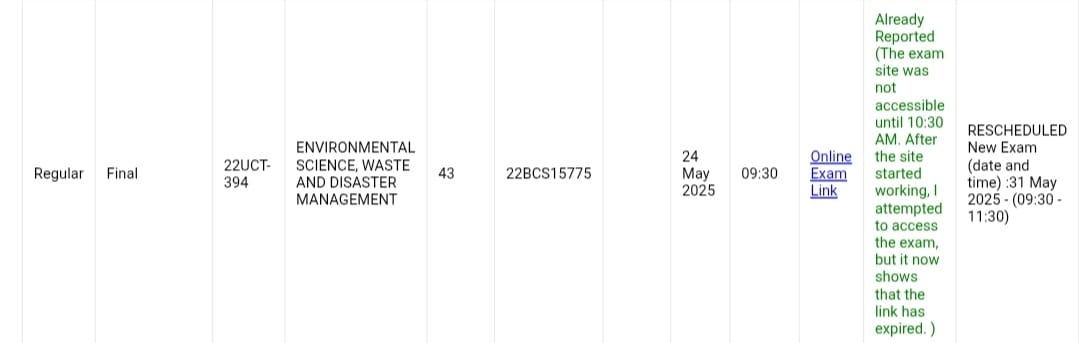 Regular
Final
22UCT-
394
ENVIRONMENTAL
SCIENCE, WASTE
AND DISASTER
MANAGEMENT
43
22BCS15775
24
May
2025
09:30
Online
Exam
Link
Already
Reported
(The exam
site was
not
accessible
until 10:30
AM. After
the site
started
working, I
attempted
to access
the exam,
but it now
shows
that the
link has
expired. )
RESCHEDULED
New Exam
(date and
time) :31 May
2025 - (09:30 -
11:30)